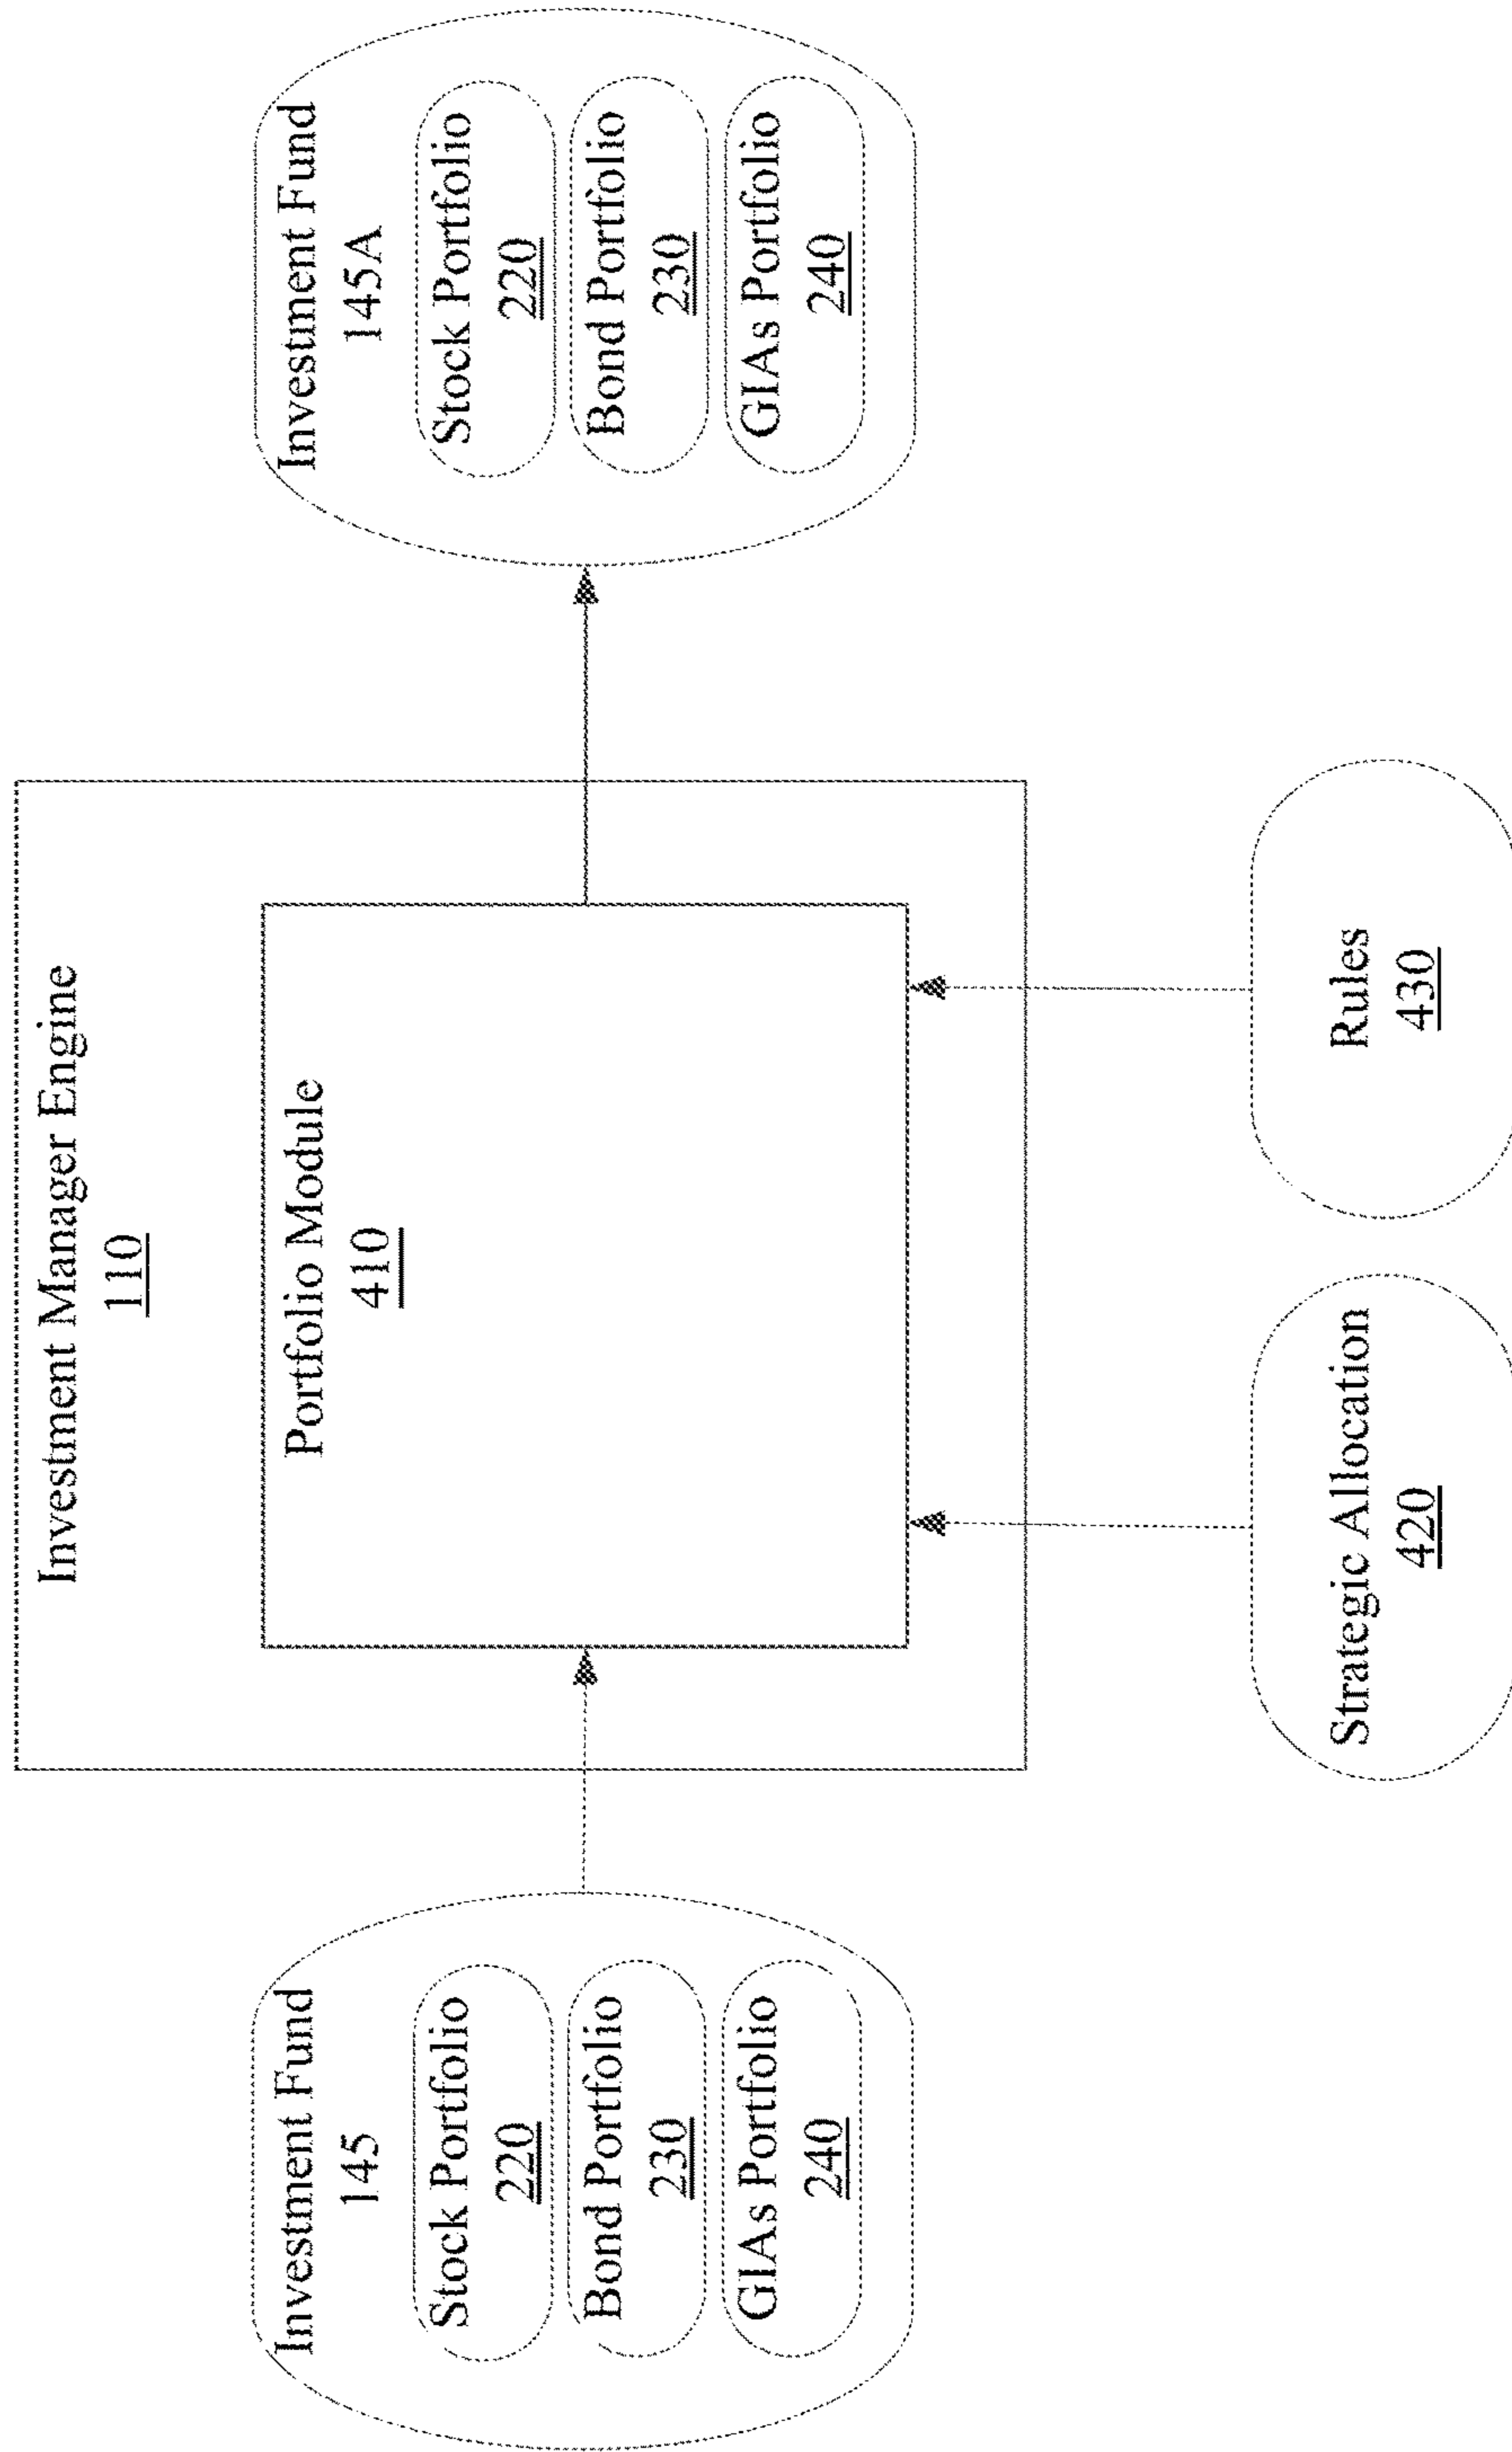 Investment Manager Engine
110
Portfolio Module
410
Investment Fund
145
Stock Portfolio
220
Bond Portfolio
230
GIAs Portfolio
240
Investment Fund
145A
Stock Portfolio
220
Bond Portfolio
230
GIAs Portfolio
240
Strategic Allocation
420
Rules
430